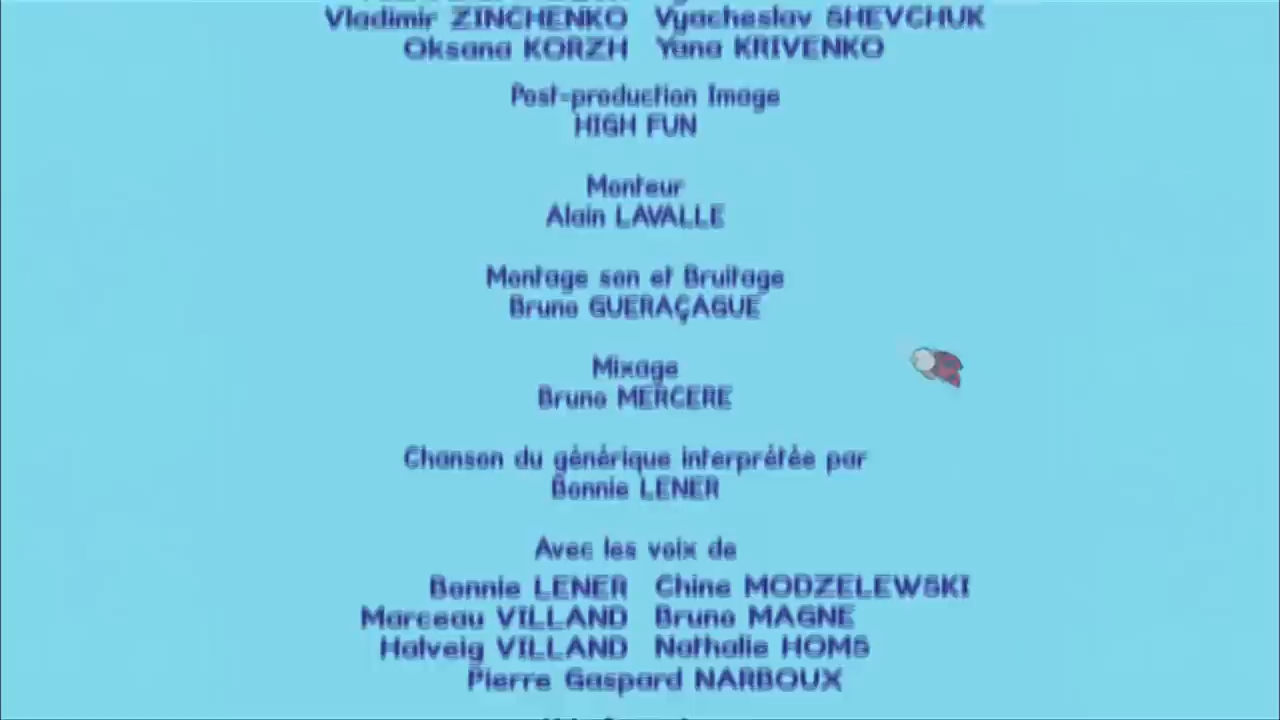 Vladimir ZINCHENKO Vyacheslav SHEVCHUK
Oksana KORZH Yana KRIVENKO
Post-production Image
HIGH FUN
Monteur
Alain LAVALLE
Montage son et Bruitage
Bruno GUERAÇAGUE
Mixage
Bruno MERCERE
Chanson du générique interprétée par
Bonnie LENER
Avec les voix de
Bonnie LENER Chine MODZELEWSKI
Marceau VILLAND Bruno MAGNE
Halveig VILLAND Nathalie HOMS
Pierre Gaspard NARBOUX